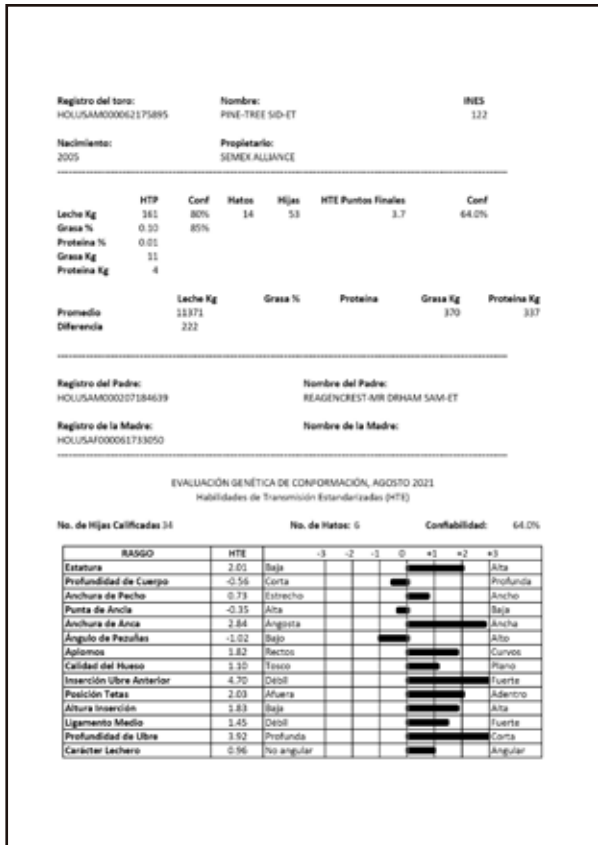 Registro del toro: Nombre: INES
HOLUSAM000062175895 PINE-TREE SID-ET 122
Nacimiento: Propietario:
2005 SEMEX ALLIANCE
HTP Conf Hatos Hijas HTE Puntos Finales Conf
Leche Kg 161 80% 14 53 3.7 64.0%
Grasa % 0.10 85%
Proteina % 0.01
Grasa Kg 11
Proteina Kg 4
Leche Kg Grasa % Proteina Grasa Kg Proteina Kg
Promedio 11371 370 337
Diferencia 222
Registro del Padre: Nombre del Padre:
HOLUSAM000207184639 REAGENCREST-MR DRHAM SAM-ET
Registro de la Madre: Nombre de la Madre:
HOLUSAF000061733050
EVALUACIÓN GENÉTICA DE CONFORMACIÓN, AGOSTO 2021
Habilidades de Transmisión Estandarizadas (HTE)
No. de Hijas Calificadas 34 No. de Hatos: 6 Confiabilidad: 64.0%
RASGO HTE -3 -2 -1 0 +1 +2 +3
Estatura 2.01 Baja Alta
Profundidad de Cuerpo -0.56 Corta Profunda
Anchura de Pecho 0.73 Estrecho Ancho
Punta de Ancla -0.35 Alta Baja
Anchura de Anca 2.84 Angosta Ancha
Ángulo de Pezuñas -1.02 Bajo Alto
Aplomos 1.82 Rectos Curvos
Calidad del Hueso 1.10 Tosco Plano
Inserción Ubre Anterior 4.70 Débil Fuerte
Posición Tetas 2.03 Afuera Adentro
Altura Inserción 1.83 Baja Alta
Ligamento Medio 1.45 Débil Fuerte
Profundidad de Ubre 3.92 Profunda Corta
Carácter Lechero 0.96 No angular Angular